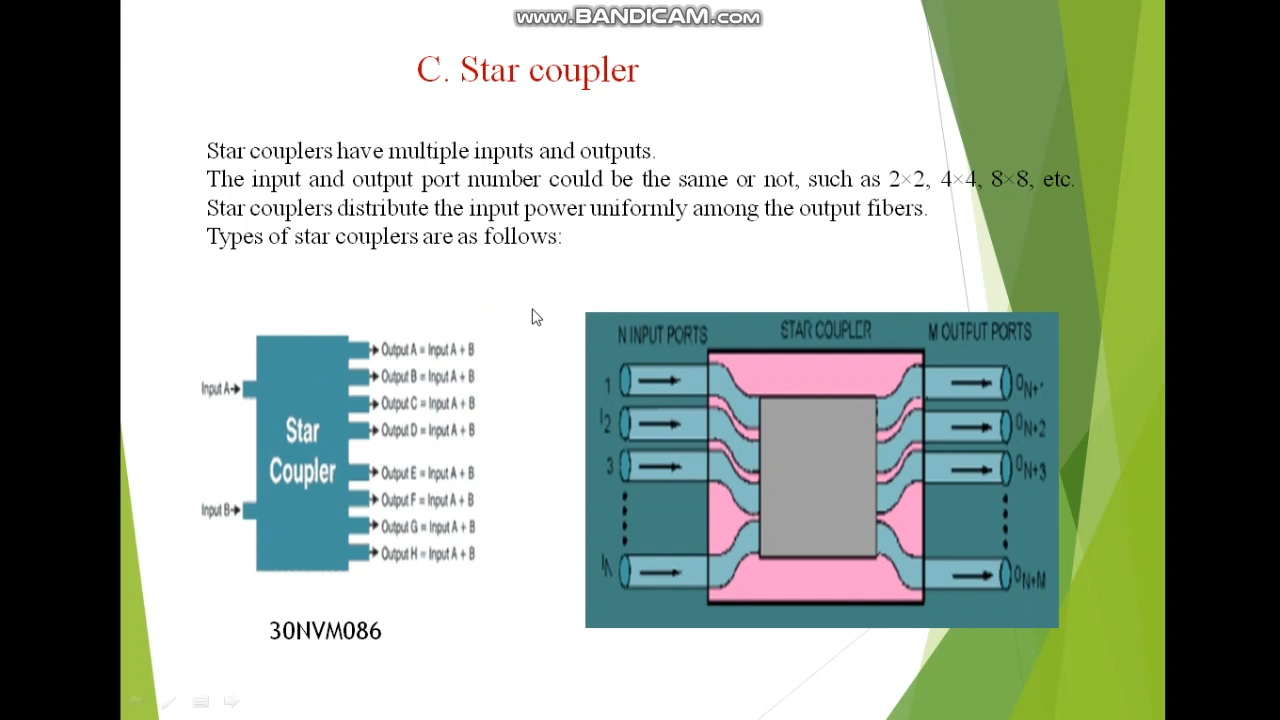 www.BANDICAM.com
C. Star coupler
Star couplers have multiple inputs and outputs.
The input and output port number could be the same or not, such as 2×2, 4×4, 8×8, etc.
Star couplers distribute the input power uniformly among the output fibers.
Types of star couplers are as follows:
Input A
Input B
Star
Coupler
Output A = Input A + B
Output B = Input A + B
Output C = Input A + B
Output D = Input A + B
Output E = Input A + B
Output F = Input A + B
Output G = Input A + B
Output H = Input A + B
30NVM086
N INPUT PORTS
STAR COUPLER
M OUTPUT PORTS
1
I2
3
ON+2
ON+3
ON+M